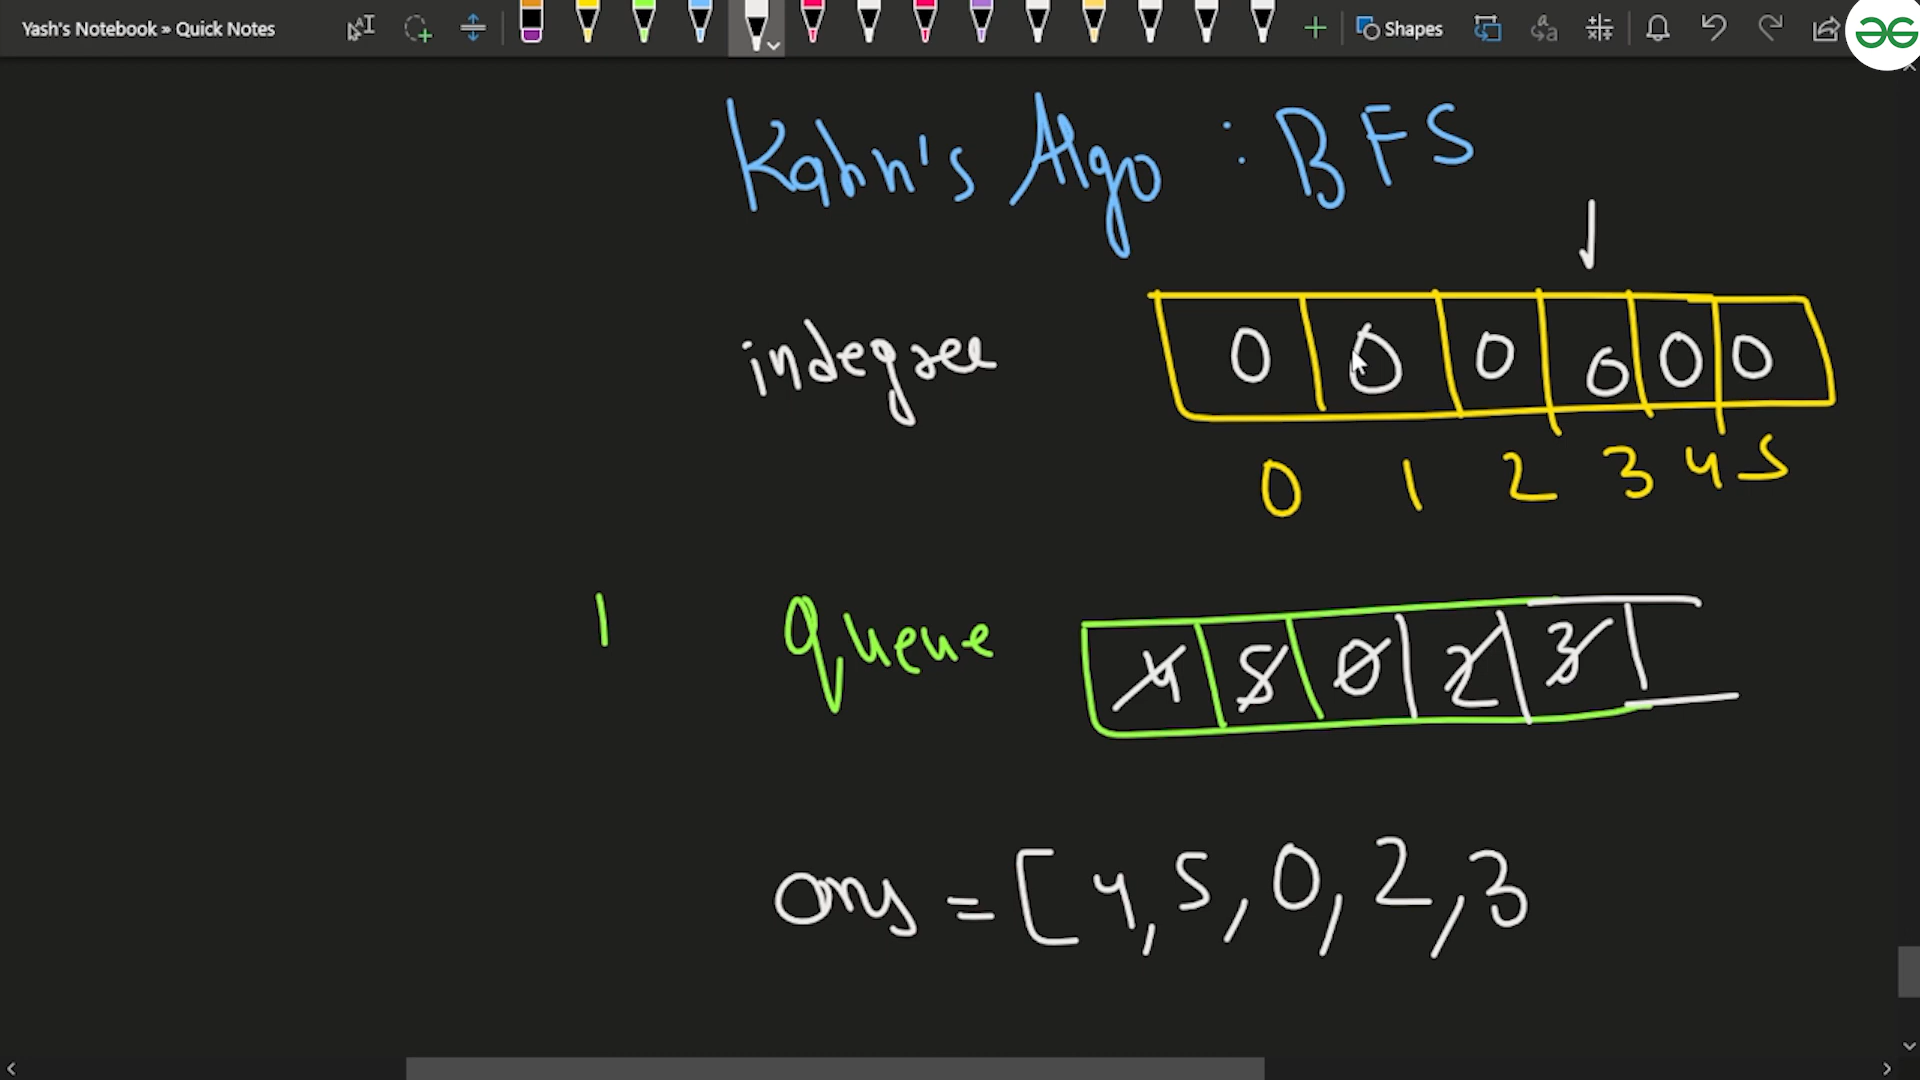 Yash's Notebook » Quick Notes
Shapes
Kahn's Algo : BFS
indegree 0 0 0 0 0 0
0 1 2 3 4 5
1 Queue 4 5 0 2 3
ans = [ 4, 5, 0, 2, 3